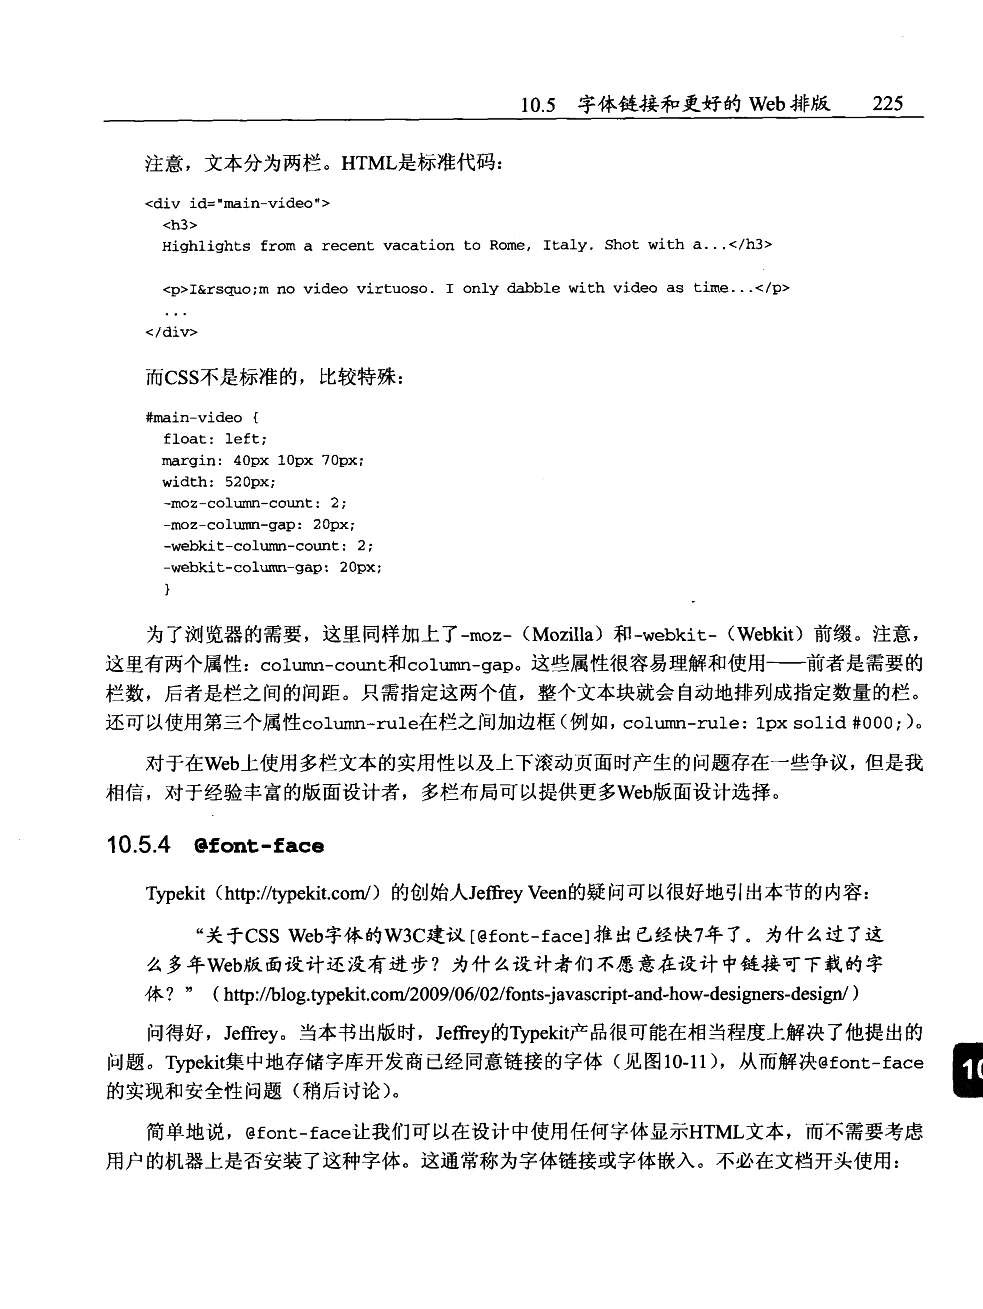 10.5 字体链接和更好的 Web 排版 225
注意，文本分为两栏。HTML是标准代码：
<div id="main-video">
<h3>
Highlights from a recent vacation to Rome, Italy. Shot with a...</h3>
<p>I&rsquo;m no video virtuoso. I only dabble with video as time...</p>
...
</div>
而CSS不是标准的，比较特殊：
#main-video {
float: left;
margin: 40px 10px 70px;
width: 520px;
-moz-column-count: 2;
-moz-column-gap: 20px;
-webkit-column-count: 2;
-webkit-column-gap: 20px;
}
为了浏览器的需要，这里同样加上了-moz-（Mozilla）和-webkit-（Webkit）前缀。注意，
这里有两个属性：column-count和column-gap。这些属性很容易理解和使用——前者是需要的
栏数，后者是栏之间的间距。只需指定这两个值，整个文本块就会自动地排列成指定数量的栏。
还可以使用第三个属性column-rule在栏之间加边框（例如，column-rule: 1px solid #000;）。
对于在Web上使用多栏文本的实用性以及上下滚动页面时产生的问题存在一些争议，但是我
相信，对于经验丰富的版面设计者，多栏布局可以提供更多Web版面设计选择。
10.5.4 @font-face
Typekit（http://typekit.com/）的创始人Jeffrey Veen的疑问可以很好地引出本节的内容：
“关于CSS Web字体的W3C建议[@font-face]推出已经快7年了。为什么过了这
么多年Web版面设计还没有进步？为什么设计者们不愿意在设计中链接可下载的字
体？”（http://blog.typekit.com/2009/06/02/fonts-javascript-and-how-designers-design/）
问得好，Jeffrey。当本书出版时，Jeffrey的Typekit产品很可能在相当程度上解决了他提出的
问题。Typekit集中地存储字库开发商已经同意链接的字体（见图10-11），从而解决@font-face
的实现和安全性问题（稍后讨论）。
10
简单地说，@font-face让我们可以在设计中使用任何字体显示HTML文本，而不需要考虑
用户的机器上是否安装了这种字体。这通常称为字体链接或字体嵌入。不必在文档开头使用：